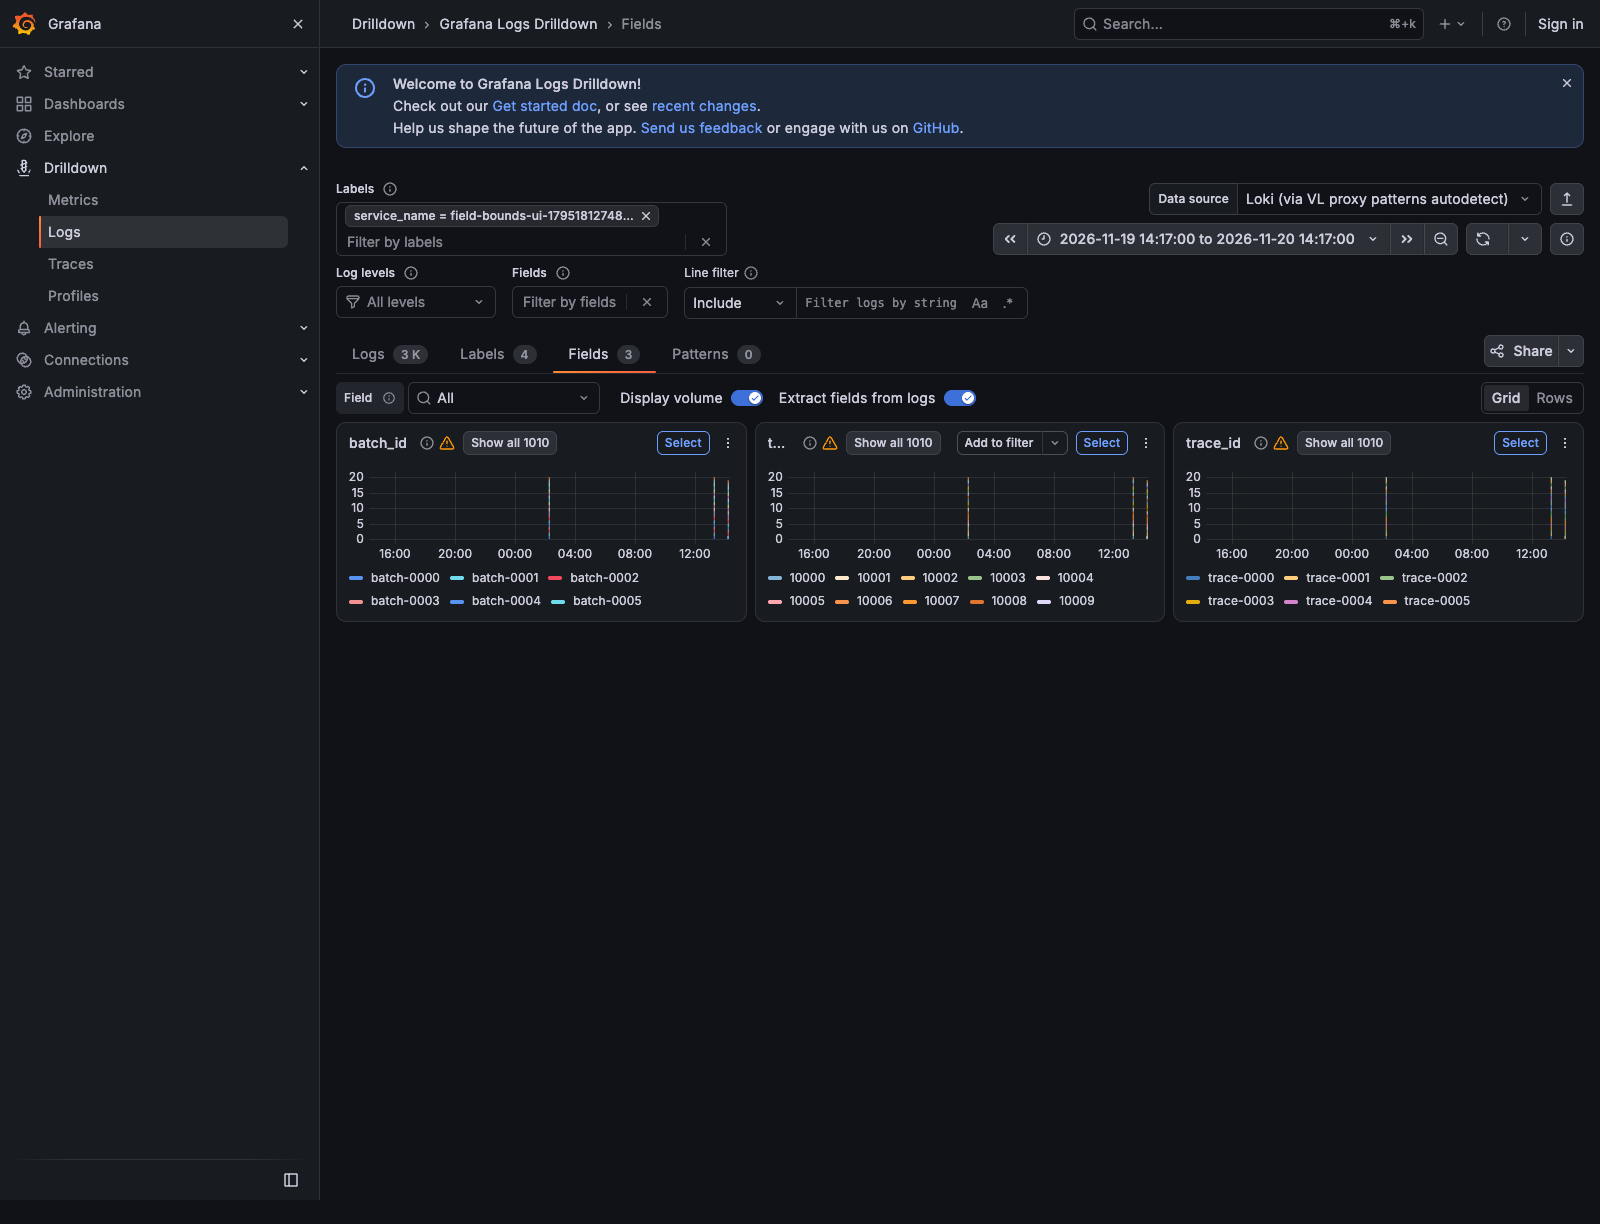 Grafana
Drilldown › Grafana Logs Drilldown › Fields
Search...
⌘+k
Sign in
Starred
Dashboards
Explore
Drilldown
Metrics
Logs
Traces
Profiles
Alerting
Connections
Administration
Welcome to Grafana Logs Drilldown!
Check out our Get started doc, or see recent changes.
Help us shape the future of the app. Send us feedback or engage with us on GitHub.
Labels
service_name = field-bounds-ui-17951812748...
Filter by labels
Data source
Loki (via VL proxy patterns autodetect)
2026-11-19 14:17:00 to 2026-11-20 14:17:00
Log levels
All levels
Fields
Filter by fields
Line filter
Include
Filter logs by string
Aa
.*
Logs 3 K
Labels 4
Fields 3
Patterns 0
Share
Field
All
Display volume
Extract fields from logs
Grid
Rows
batch_id
Show all 1010
Select
20
15
10
5
0
16:00 20:00 00:00 04:00 08:00 12:00
batch-0000 batch-0001 batch-0002
batch-0003 batch-0004 batch-0005
t...
Show all 1010
Add to filter
Select
20
15
10
5
0
16:00 20:00 00:00 04:00 08:00 12:00
10000 10001 10002 10003 10004
10005 10006 10007 10008 10009
trace_id
Show all 1010
Select
20
15
10
5
0
16:00 20:00 00:00 04:00 08:00 12:00
trace-0000 trace-0001 trace-0002
trace-0003 trace-0004 trace-0005